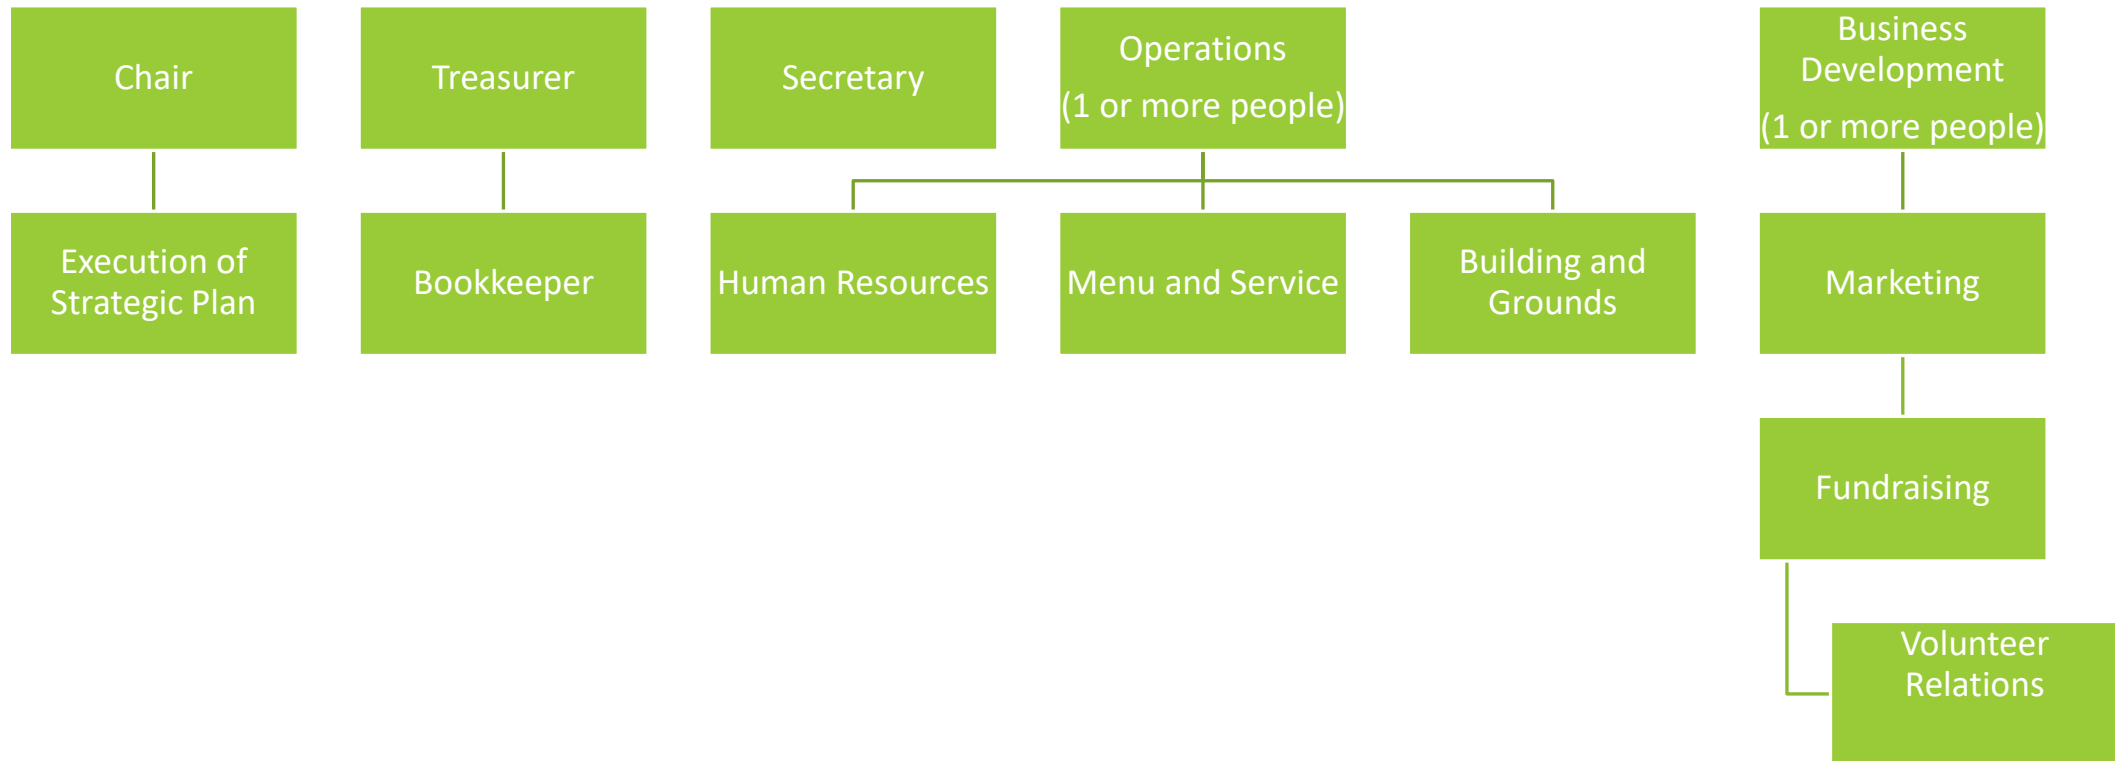 Chair
Treasurer
Secretary
Operations
(1 or more people)
Business
Development
(1 or more people)
Execution of
Strategic Plan
Bookkeeper
Human Resources
Menu and Service
Building and
Grounds
Marketing
Fundraising
Volunteer
Relations